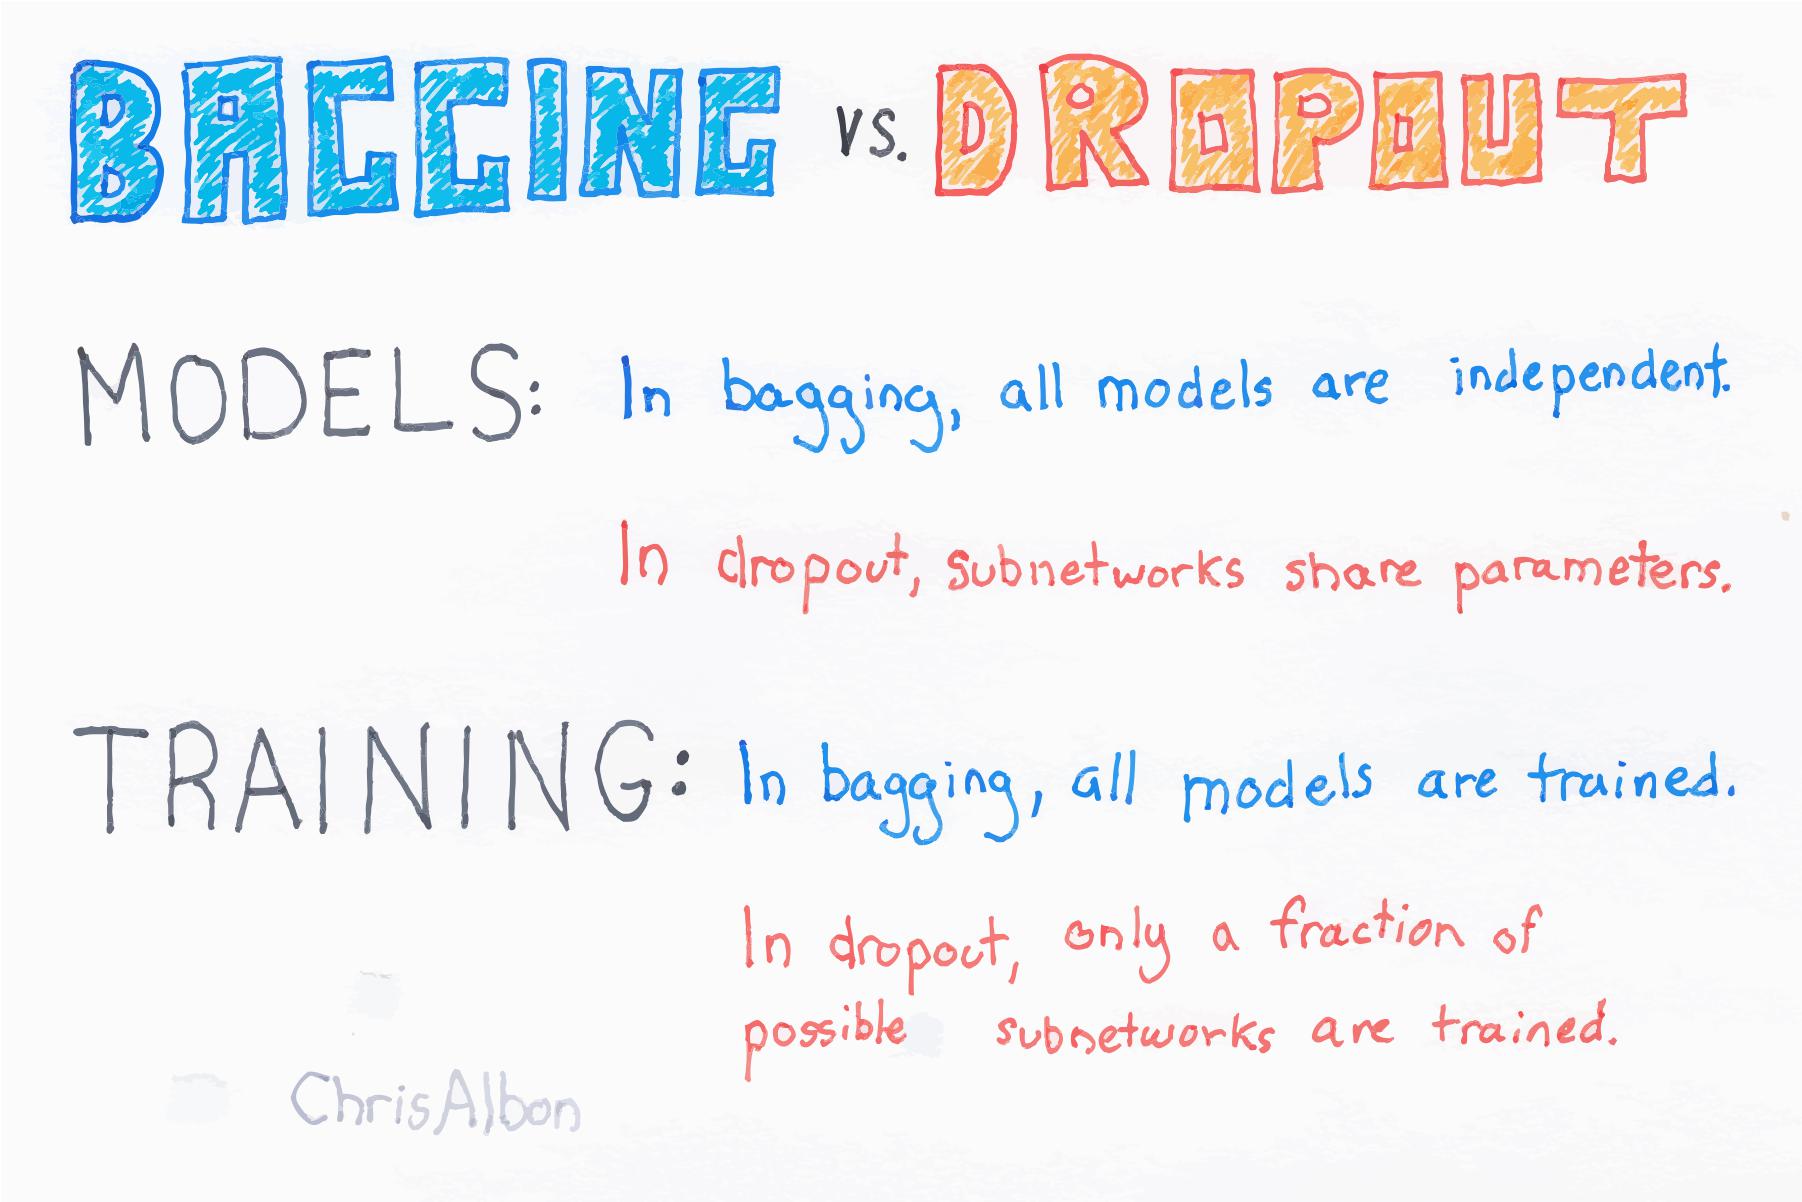 BAGGING vs. DROPOUT
MODELS: In bagging, all models are independent.
In dropout, subnetworks share parameters.
TRAINING: In bagging, all models are trained.
In dropout, only a fraction of
possible subnetworks are trained.
ChrisAlbon